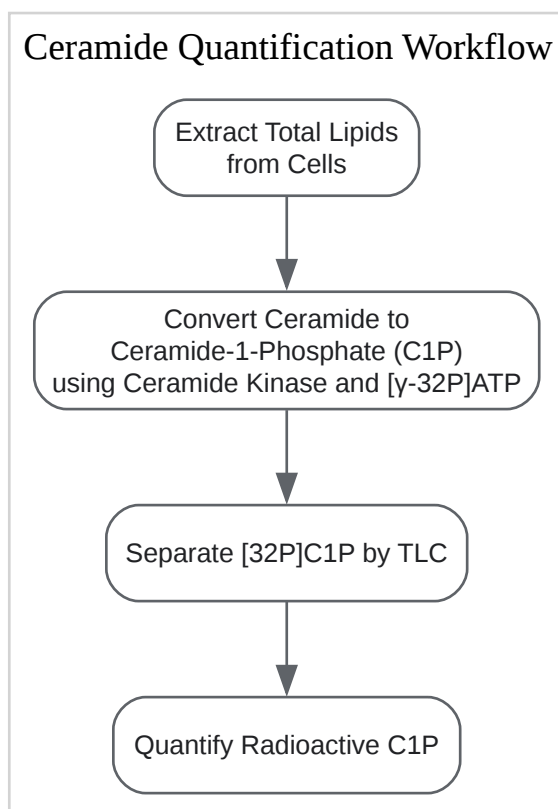 Ceramide Quantification Workflow
Extract Total Lipids
from Cells
Convert Ceramide to
Ceramide-1-Phosphate (C1P)
using Ceramide Kinase and [γ-32P]ATP
Separate [32P]C1P by TLC
Quantify Radioactive C1P